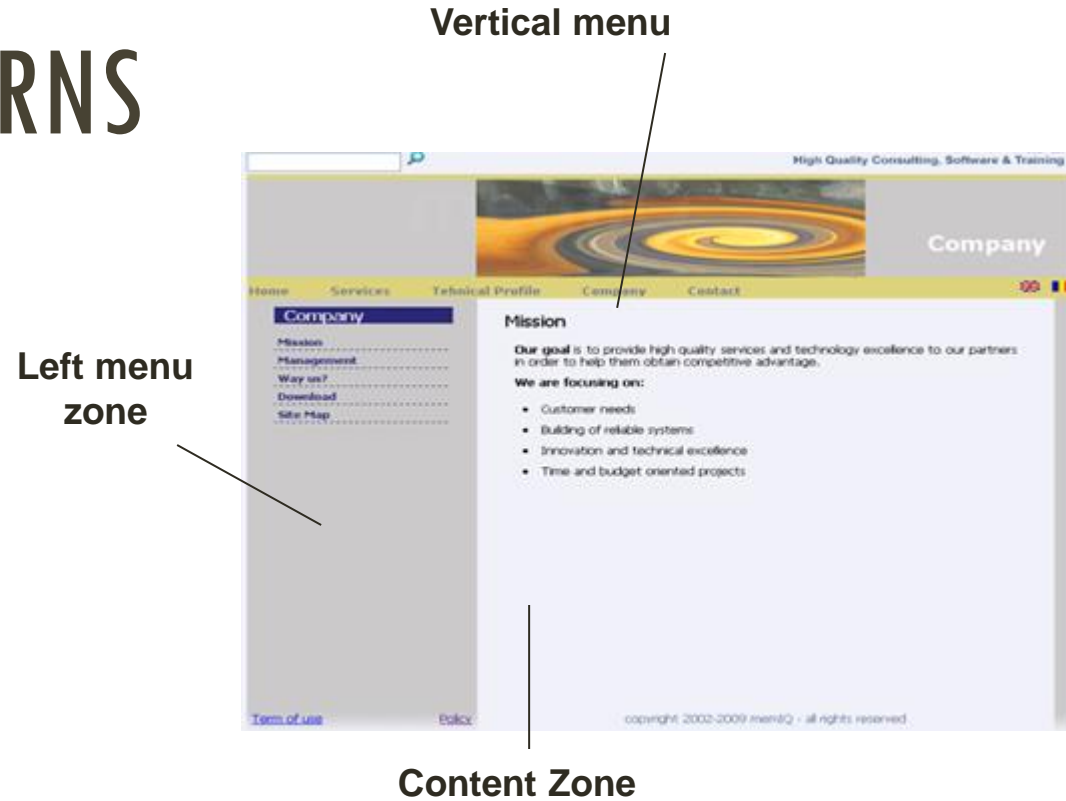 Vertical menu
RNS
High Quality Consulting, Software & Training
Company
Home Services Tehnical Profile Company Contact
Company
Mission
Management
Way us?
Download
Site Map
Mission
Our goal is to provide high quality services and technology excellence to our partners
in order to help them obtain competitive advantage.
We are focusing on:
• Customer needs
• Building of reliable systems
• Innovation and technical excellence
• Time and budget oriented projects
Left menu
zone
Term of use Policy copyright 2002-2009 memIQ - all rights reserved
Content Zone